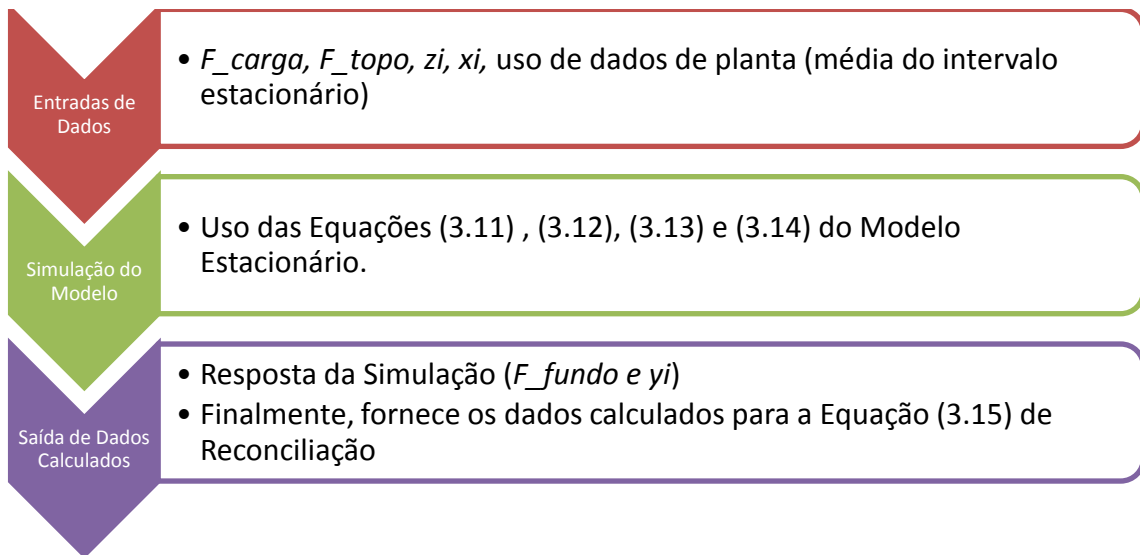 Entradas de
Dados
• F_carga, F_topo, zi, xi, uso de dados de planta (média do intervalo
estacionário)
Simulação do
Modelo
• Uso das Equações (3.11) , (3.12), (3.13) e (3.14) do Modelo
Estacionário.
Saída de Dados
Calculados
• Resposta da Simulação (F_fundo e yi)
• Finalmente, fornece os dados calculados para a Equação (3.15) de
Reconciliação